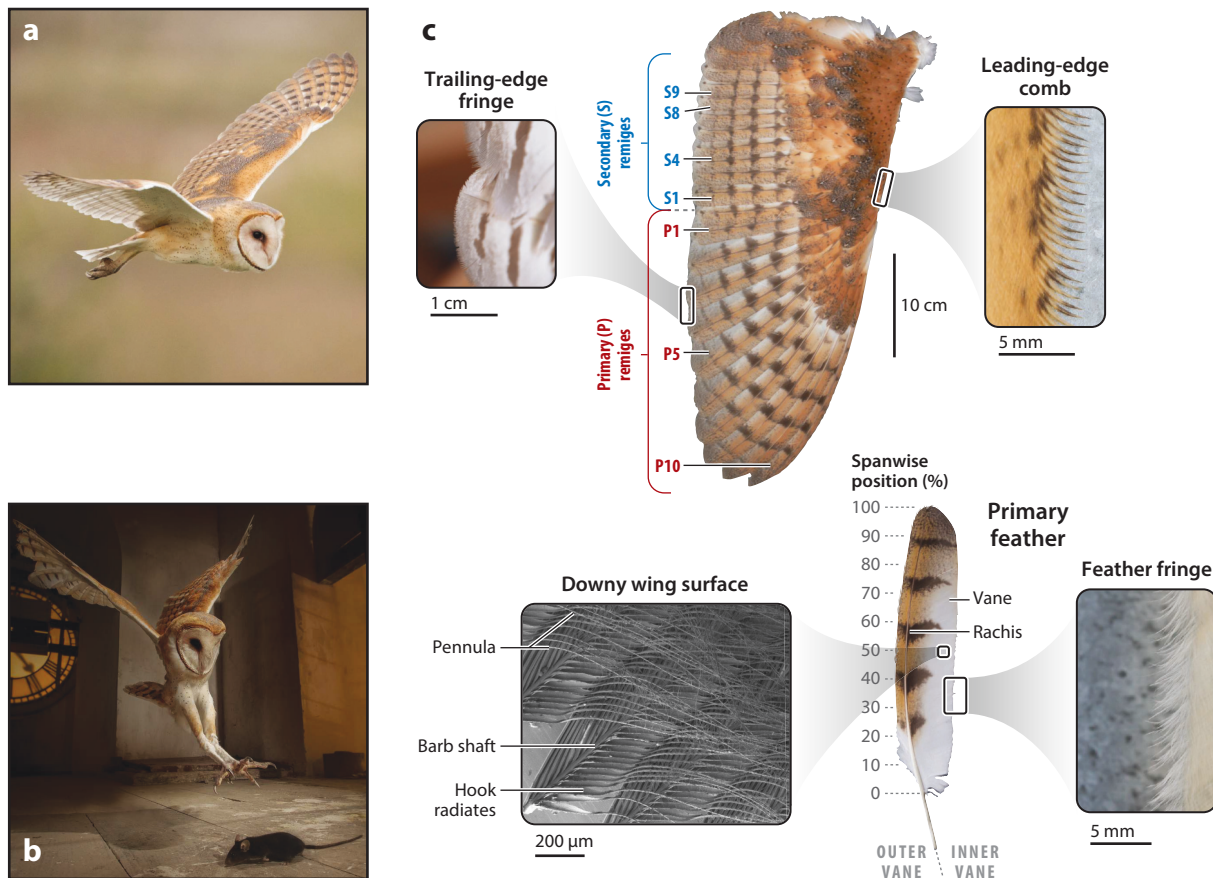 a
b
c
Trailing-edge
fringe
1 cm
Secondary (S)
remiges
S9
S8
S4
S1
Primary (P)
remiges
P1
P5
P10
10 cm
Leading-edge
comb
5 mm
Downy wing surface
Pennula
Barb shaft
Hook
radiates
200 µm
Spanwise
position (%)
100
90
80
70
60
50
40
30
20
10
0
Primary
feather
Vane
Rachis
OUTER
VANE
INNER
VANE
Feather fringe
5 mm